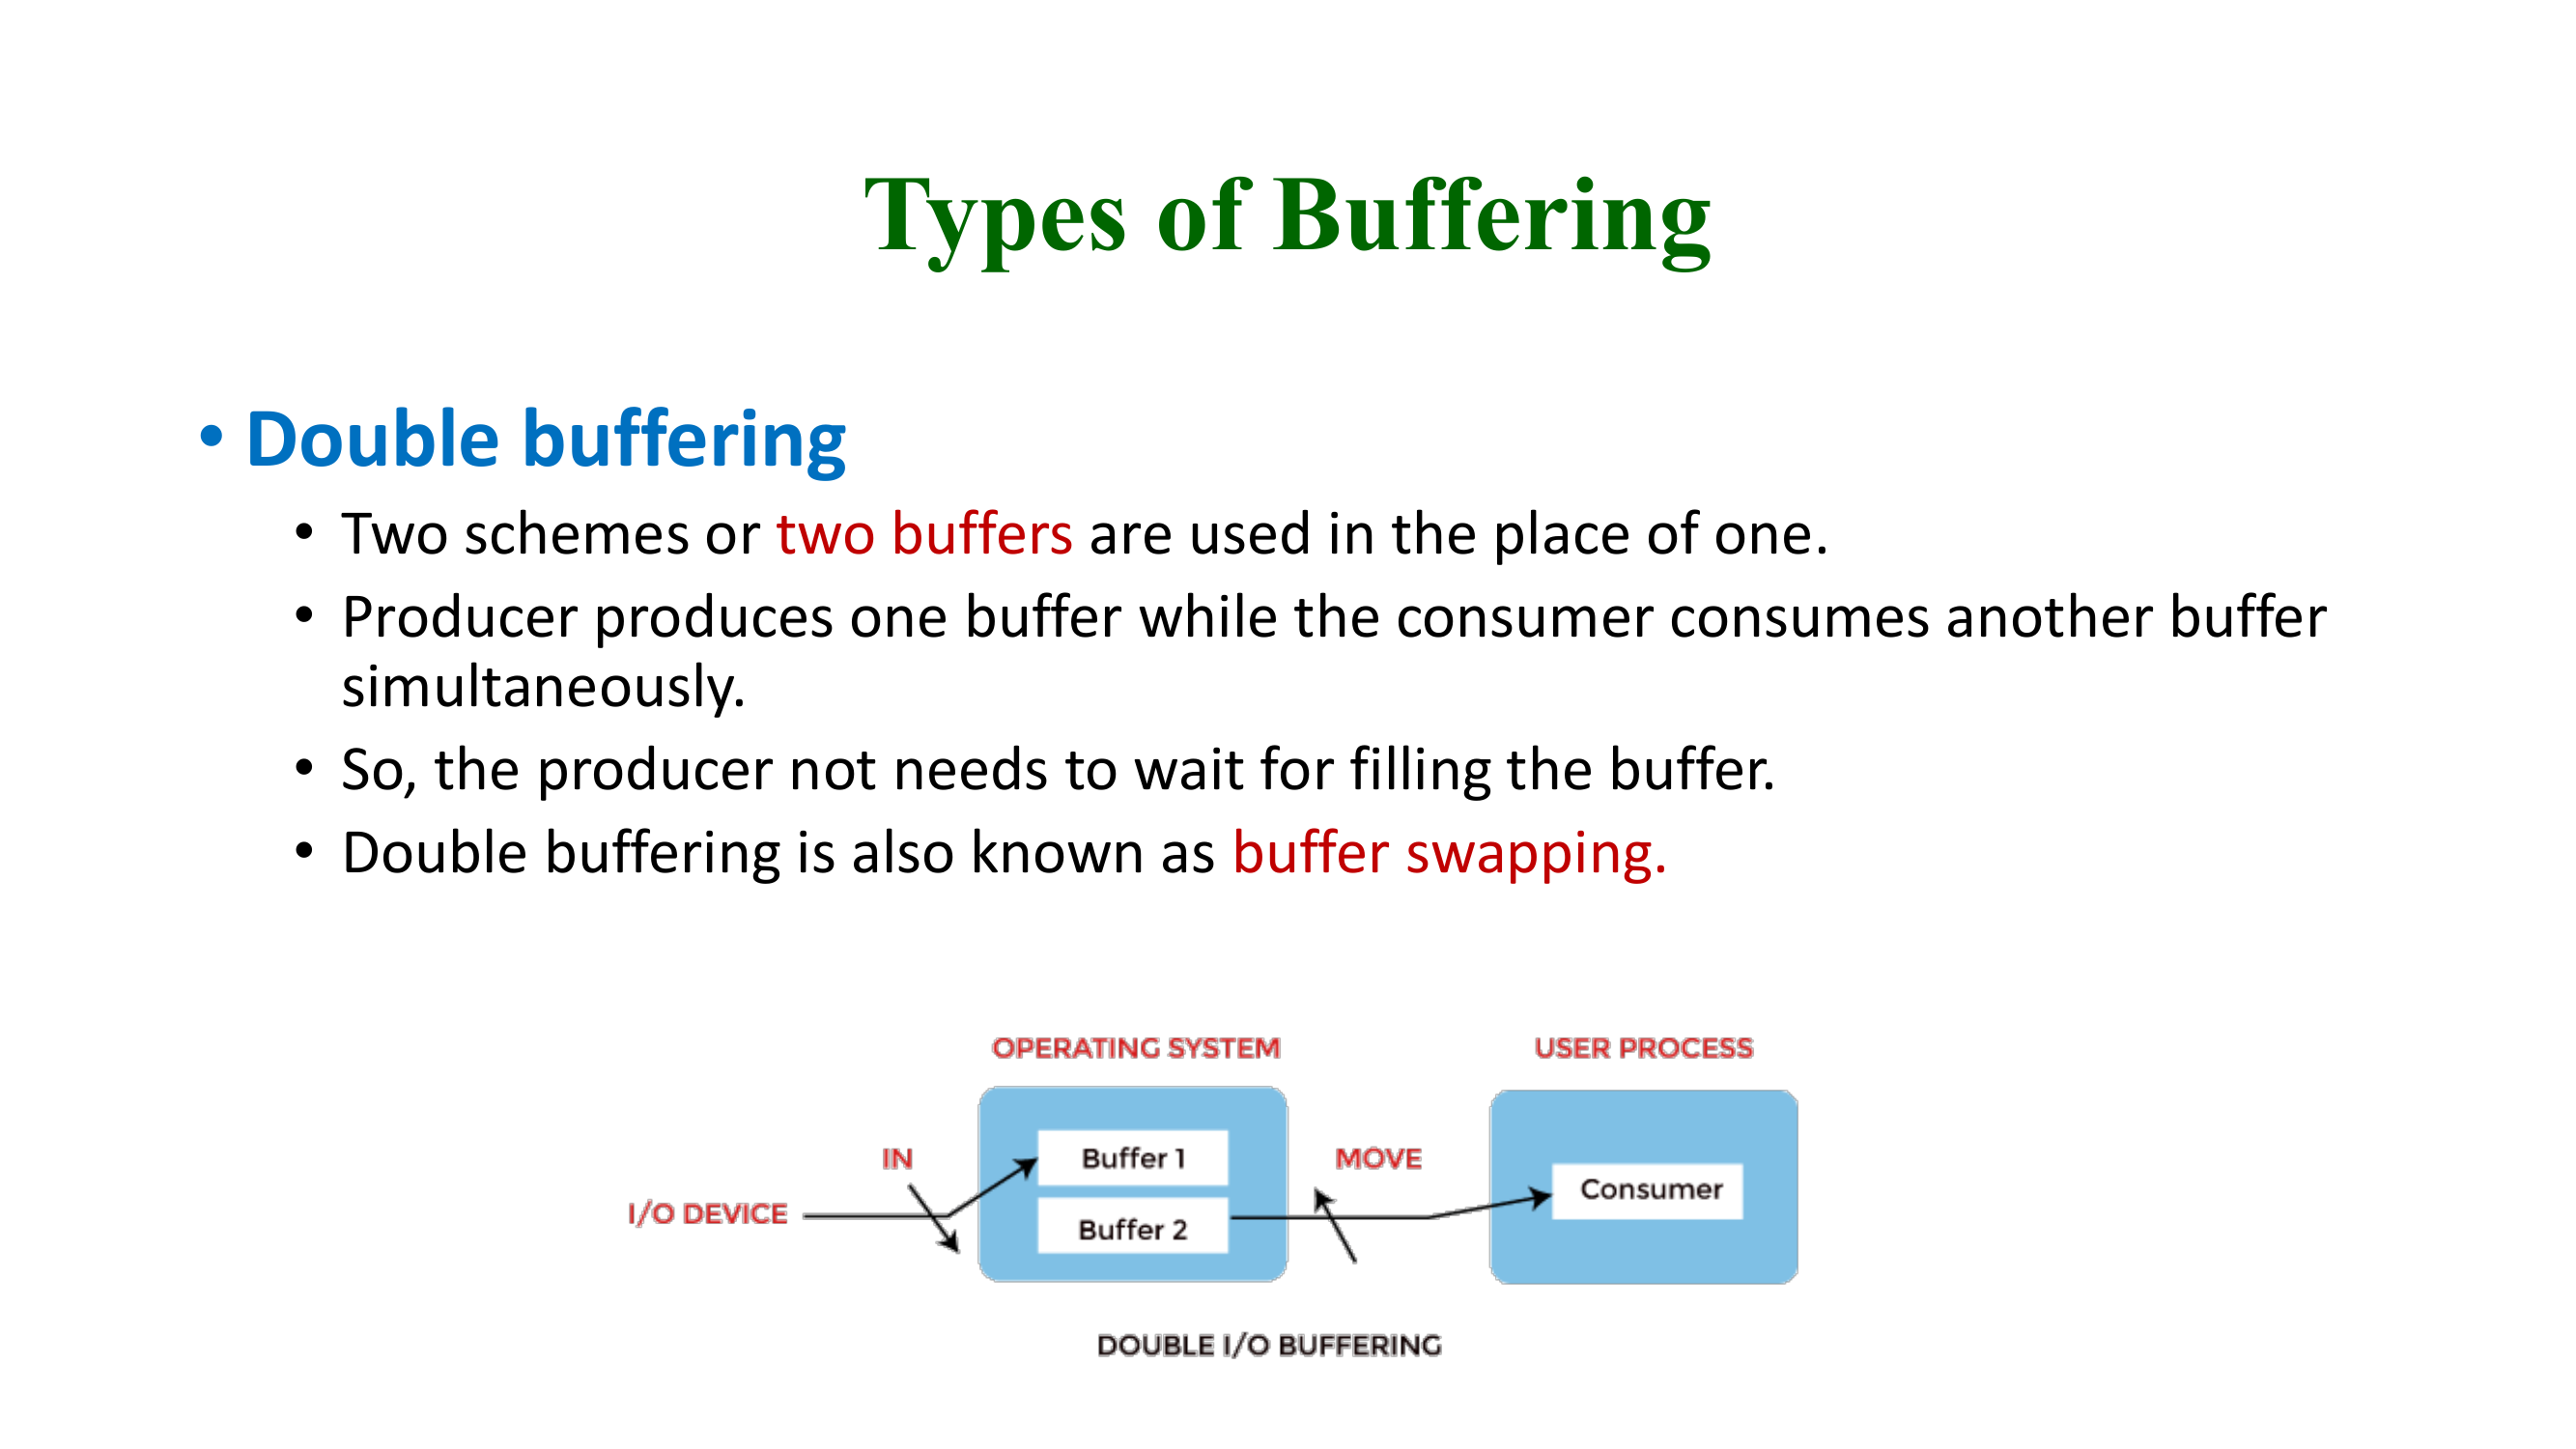 Types of Buffering
• Double buffering
• Two schemes or two buffers are used in the place of one.
• Producer produces one buffer while the consumer consumes another buffer
simultaneously.
• So, the producer not needs to wait for filling the buffer.
• Double buffering is also known as buffer swapping.
OPERATING SYSTEM
USER PROCESS
IN
Buffer 1
MOVE
I/O DEVICE
Consumer
Buffer 2
DOUBLE I/O BUFFERING